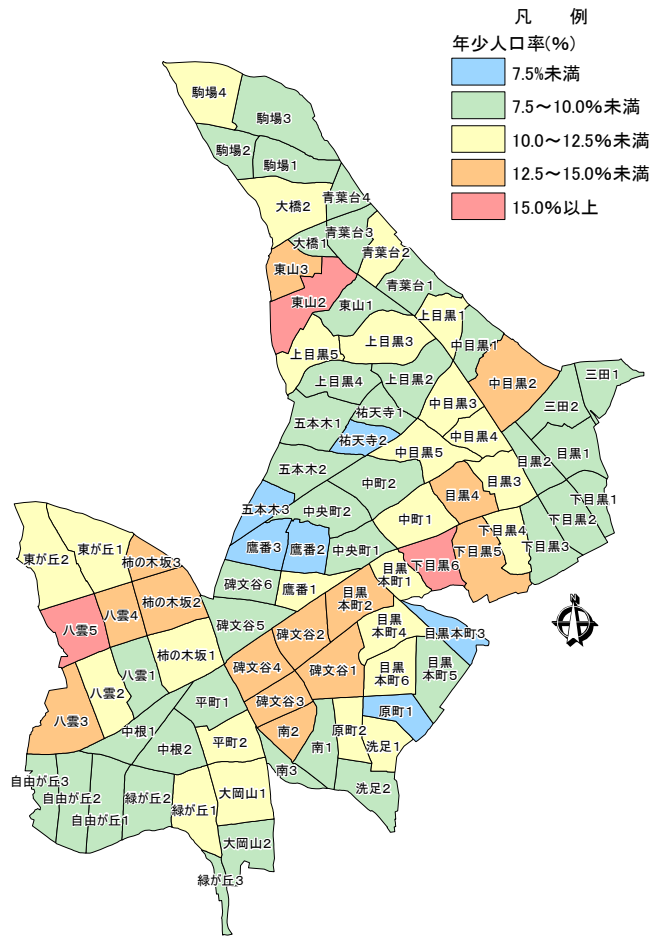 凡 例
年少人口率(%)
7.5%未満
7.5～10.0%未満
10.0～12.5%未満
12.5～15.0%未満
15.0%以上
駒場4
駒場3
駒場2
駒場1
青葉台4
大橋2
青葉台3
大橋1
青葉台2
東山3
青葉台1
東山2
東山1
上目黒1
上目黒3
中目黒1
上目黒5
中目黒2
三田1
上目黒4
上目黒2
中目黒3
三田2
祐天寺1
五本木1
中目黒4
祐天寺2
中目黒5
目黒1
目黒2
五本木2
中町2
目黒3
目黒4
下目黒1
五本木3
中央町2
中町1
下目黒2
下目黒4
東が丘1
鷹番3
鷹番2
中央町1
下目黒5
下目黒3
東が丘2
柿の木坂3
下目黒6
碑文谷6
鷹番1
目黒
本町1
柿の木坂2
目黒
本町2
八雲4
八雲5
碑文谷5
碑文谷2
目黒
本町4
目黒本町3
柿の木坂1
碑文谷4
碑文谷1
目黒
本町6
目黒
本町5
八雲1
八雲2
平町1
碑文谷3
原町1
八雲3
中根1
南2
原町2
中根2
平町2
南1
洗足1
南3
自由が丘3
自由が丘2
緑が丘2
大岡山1
洗足2
緑が丘1
自由が丘1
大岡山2
緑が丘3
N